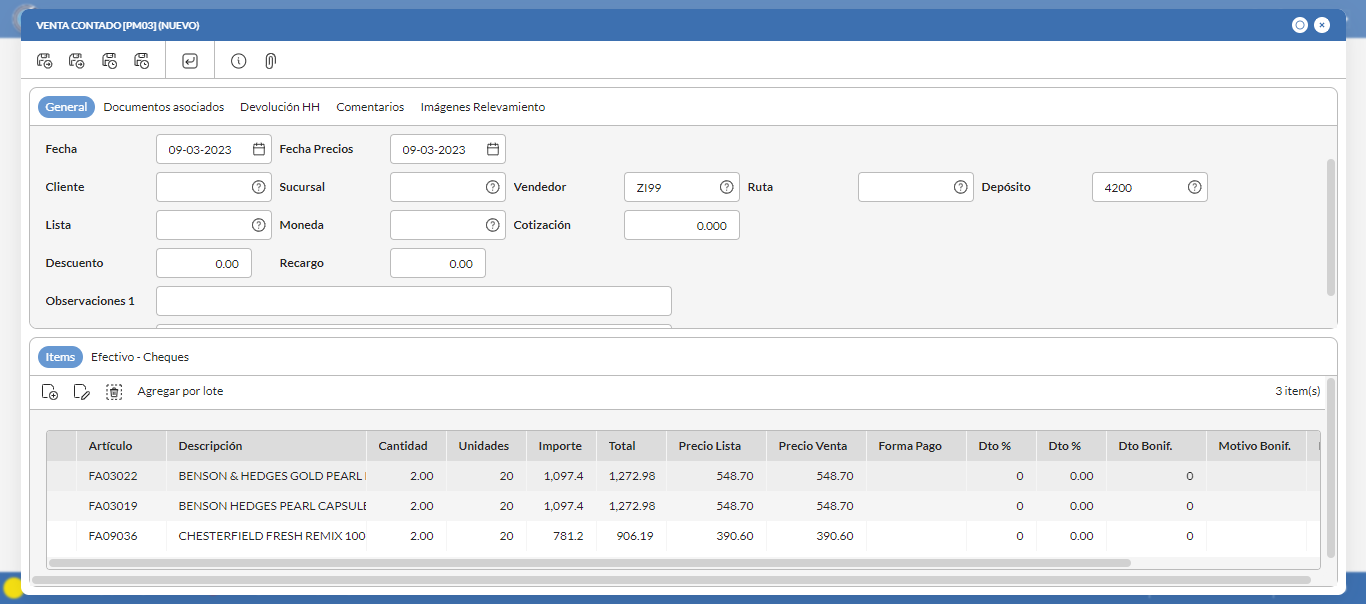 VENTA CONTADO [PM03] (NUEVO)
General Documentos asociados Devolución HH Comentarios Imágenes Relevamiento
Fecha 09-03-2023 Fecha Precios 09-03-2023
Cliente Sucursal Vendedor ZI99 Ruta Depósito 4200
Lista Moneda Cotización 0.000
Descuento 0.00 Recargo 0.00
Observaciones 1
Items Efectivo - Cheques
Agregar por lote 3 item(s)
Artículo Descripción Cantidad Unidades Importe Total Precio Lista Precio Venta Forma Pago Dto % Dto % Dto Bonif. Motivo Bonif.
FA03022 BENSON & HEDGES GOLD PEARL 2.00 20 1,097.4 1,272.98 548.70 548.70 0 0.00 0
FA03019 BENSON HEDGES PEARL CAPSULE 2.00 20 1,097.4 1,272.98 548.70 548.70 0 0.00 0
FA09036 CHESTERFIELD FRESH REMIX 100 2.00 20 781.2 906.19 390.60 390.60 0 0.00 0